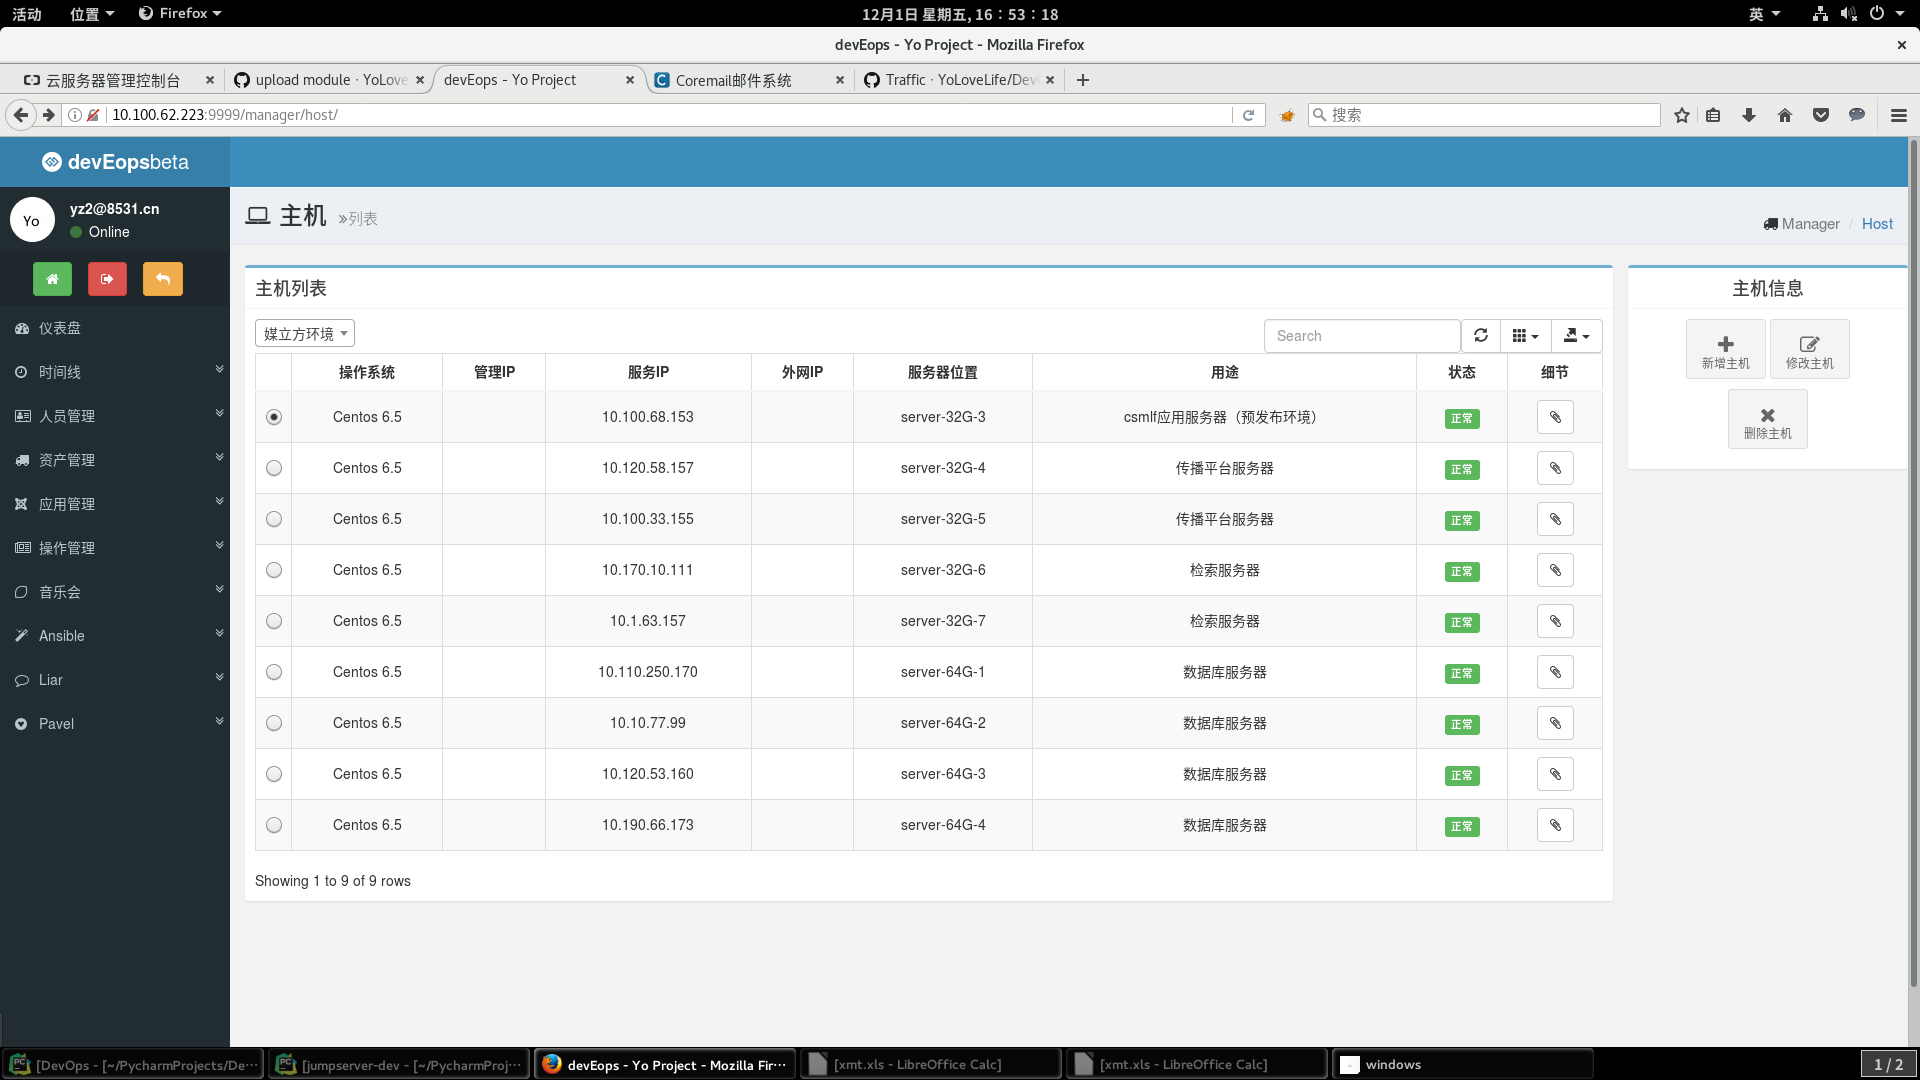 活动 位置 Firefox 12月1日 星期五, 16 : 53 : 18 英
devEops - Yo Project - Mozilla Firefox
云服务器管理控制台 upload module · YoLove devEops - Yo Project Coremail邮件系统 Traffic · YoLoveLife/Dev
10.100.62.223:9999/manager/host/ 搜索
devEopsbeta
Yo
yz2@8531.cn
Online
仪表盘
时间线
人员管理
资产管理
应用管理
操作管理
音乐会
Ansible
Liar
Pavel
主机 »列表
Manager / Host
主机列表
媒立方环境 Search
操作系统 管理IP 服务IP 外网IP 服务器位置 用途 状态 细节
Centos 6.5 10.100.68.153 server-32G-3 csmlf应用服务器（预发布环境） 正常
Centos 6.5 10.120.58.157 server-32G-4 传播平台服务器 正常
Centos 6.5 10.100.33.155 server-32G-5 传播平台服务器 正常
Centos 6.5 10.170.10.111 server-32G-6 检索服务器 正常
Centos 6.5 10.1.63.157 server-32G-7 检索服务器 正常
Centos 6.5 10.110.250.170 server-64G-1 数据库服务器 正常
Centos 6.5 10.10.77.99 server-64G-2 数据库服务器 正常
Centos 6.5 10.120.53.160 server-64G-3 数据库服务器 正常
Centos 6.5 10.190.66.173 server-64G-4 数据库服务器 正常
Showing 1 to 9 of 9 rows
主机信息
新增主机 修改主机
删除主机
[DevOps - [~/PycharmProjects/De··· [jumpserver-dev - [~/PycharmProj··· devEops - Yo Project - Mozilla Fir··· [xmt.xls - LibreOffice Calc] [xmt.xls - LibreOffice Calc] windows 1 / 2